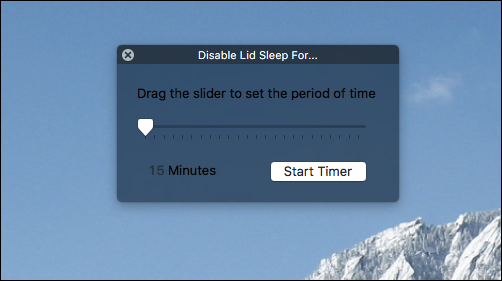 Disable Lid Sleep For...
Drag the slider to set the period of time
15 Minutes
Start Timer